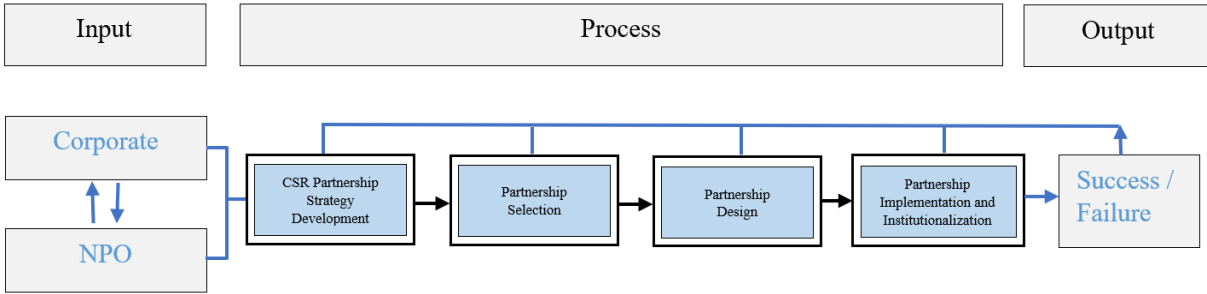 Input
Process
Output
Corporate
NPO
CSR Partnership
Strategy
Development
Partnership
Selection
Partnership
Design
Partnership
Implementation and
Institutionalization
Success /
Failure